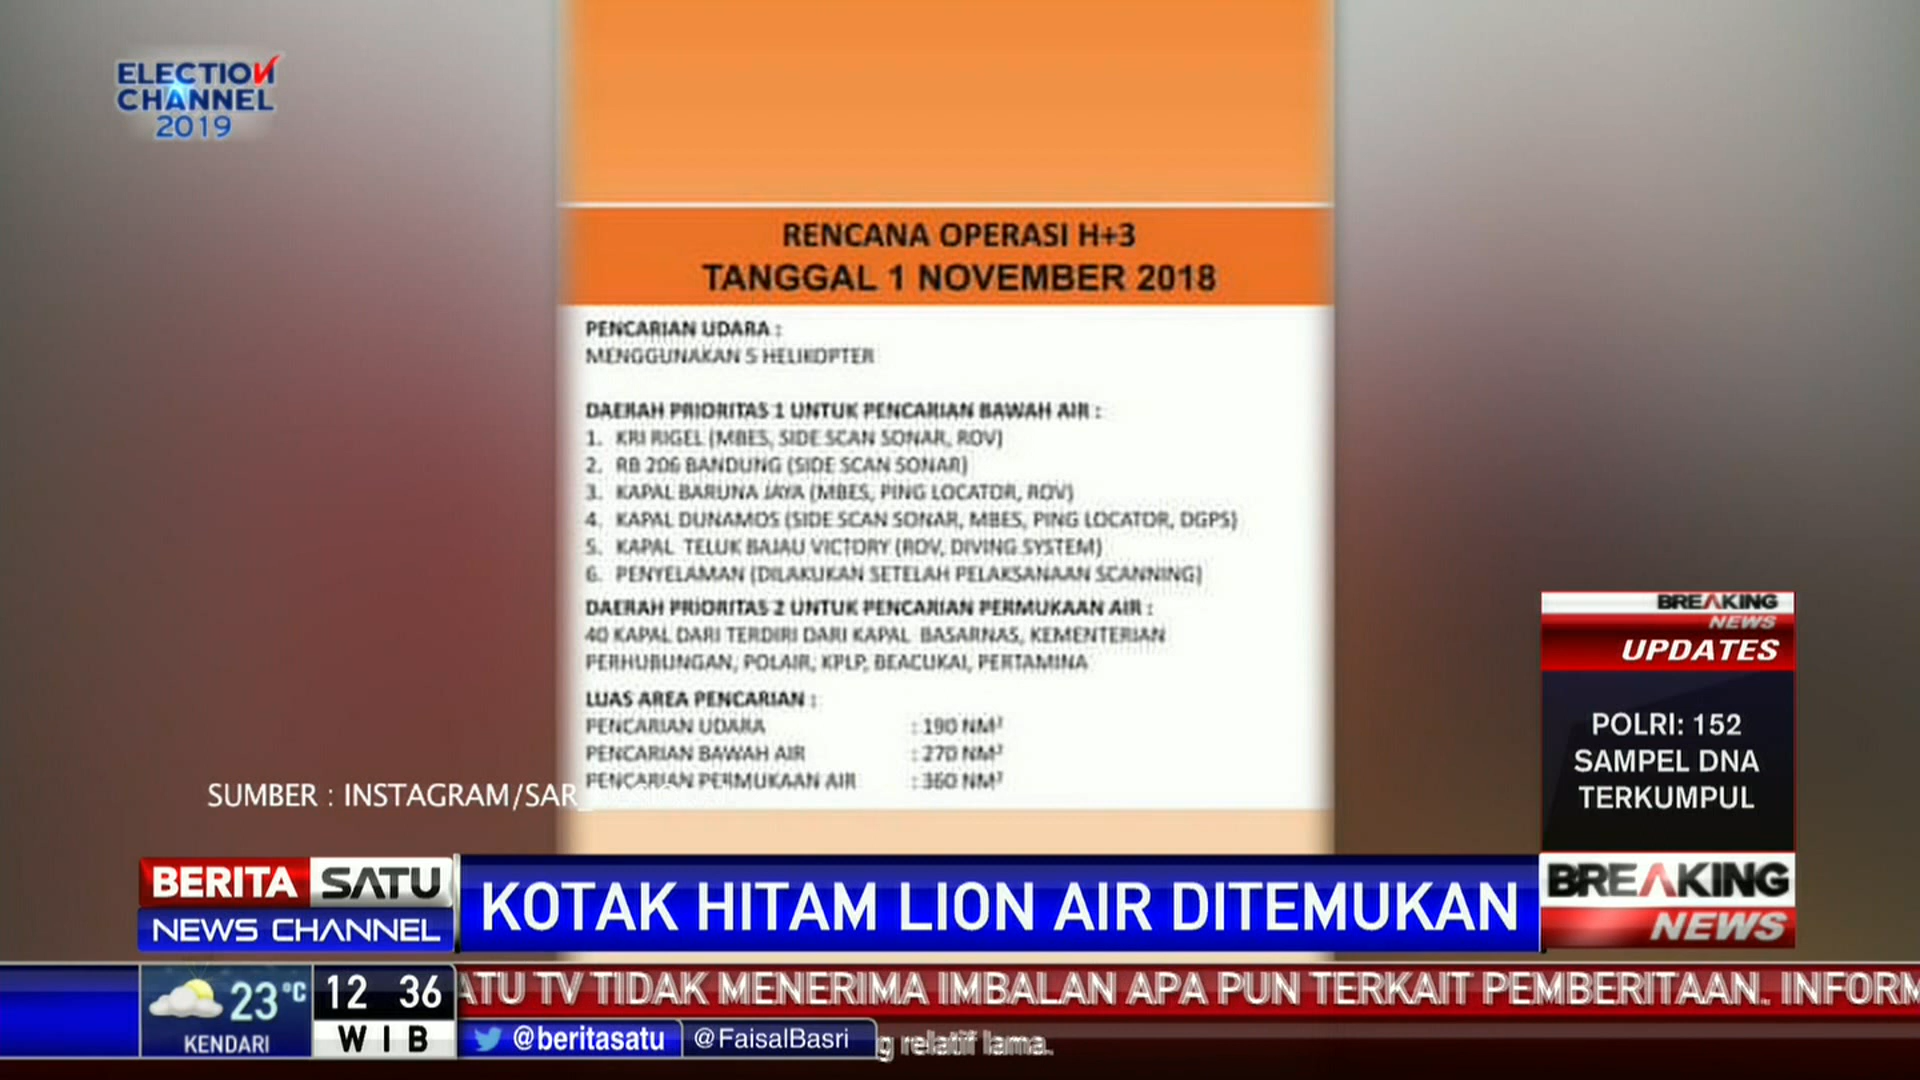 ELECTION
CHANNEL
2019
RENCANA OPERASI H+3
TANGGAL 1 NOVEMBER 2018
PENCARIAN UDARA :
MENGGUNAKAN 5 HELIKOPTER
DAERAH PRIORITAS 1 UNTUK PENCARIAN BAWAH AIR :
1. KRI RIGEL (MBES, SIDE SCAN SONAR, ROV)
2. RB 206 BANDUNG (SIDE SCAN SONAR)
3. KAPAL BARUNA JAYA (MBES, PING LOCATOR, ROV)
4. KAPAL DUNAMOS (SIDE SCAN SONAR, MBES, PING LOCATOR, DGPS)
5. KAPAL TELUK BAJAU VICTORY (ROV, DIVING SYSTEM)
6. PENYELAMAN (DILAKUKAN SETELAH PELAKSANAAN SCANNING)
DAERAH PRIORITAS 2 UNTUK PENCARIAN PERMUKAAN AIR :
40 KAPAL DARI TERDIRI DARI KAPAL BASARNAS, KEMENTERIAN
PERHUBUNGAN, POLAIR, KPLP, BEACUKAI, PERTAMINA
LUAS AREA PENCARIAN :
PENCARIAN UDARA : 190 NM²
PENCARIAN BAWAH AIR : 270 NM²
PENCARIAN PERMUKAAN AIR : 360 NM²
SUMBER : INSTAGRAM/SAR_
BREAKING
NEWS
UPDATES
POLRI: 152
SAMPEL DNA
TERKUMPUL
BERITA SATU
NEWS CHANNEL
KOTAK HITAM LION AIR DITEMUKAN
BREAKING
NEWS
23°C
KENDARI
12 36
WIB
ATU TV TIDAK MENERIMA IMBALAN APA PUN TERKAIT PEMBERITAAN. INFORM
@beritasatu @FaisalBasri
g relatif lama.